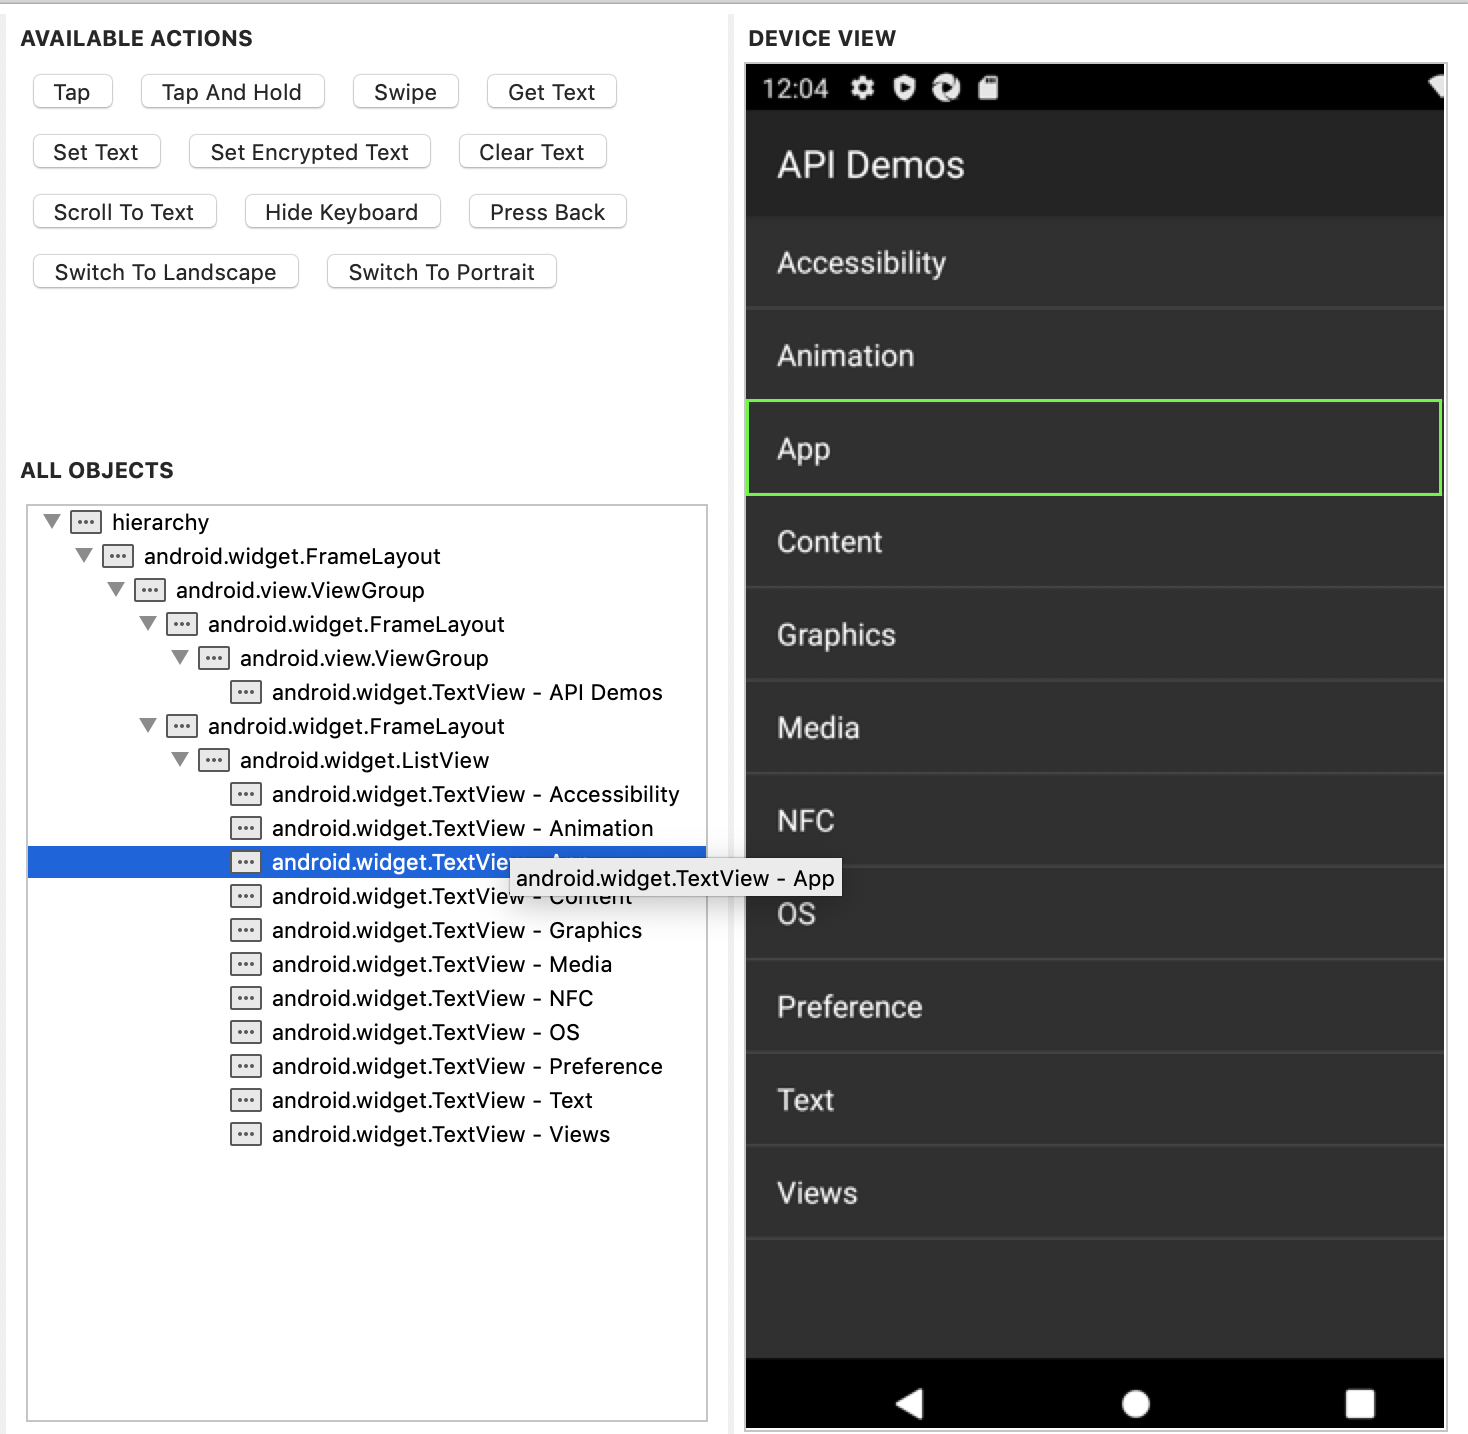 AVAILABLE ACTIONS
Tap Tap And Hold Swipe Get Text
Set Text Set Encrypted Text Clear Text
Scroll To Text Hide Keyboard Press Back
Switch To Landscape Switch To Portrait
ALL OBJECTS
hierarchy
android.widget.FrameLayout
android.view.ViewGroup
android.widget.FrameLayout
android.view.ViewGroup
android.widget.TextView - API Demos
android.widget.FrameLayout
android.widget.ListView
android.widget.TextView - Accessibility
android.widget.TextView - Animation
android.widget.TextView - App
android.widget.TextView - App
android.widget.TextView - Content
android.widget.TextView - Graphics
android.widget.TextView - Media
android.widget.TextView - NFC
android.widget.TextView - OS
android.widget.TextView - Preference
android.widget.TextView - Text
android.widget.TextView - Views
DEVICE VIEW
12:04
API Demos
Accessibility
Animation
App
Content
Graphics
Media
NFC
OS
Preference
Text
Views